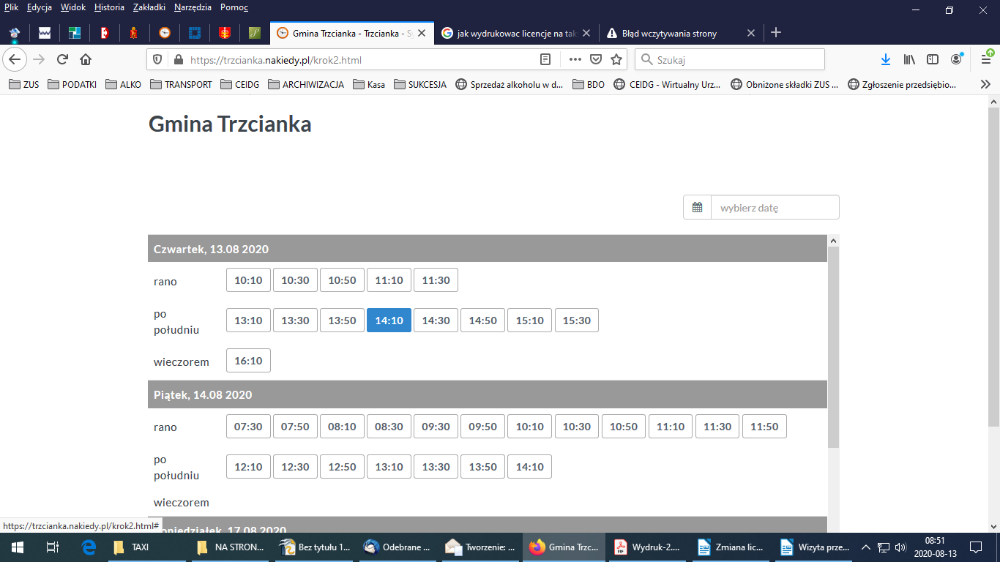 Plik Edycja Widok Historia Zakładki Narzędzia Pomoc
Gmina Trzcianka - Trzcianka - S
jak wydrukowac licencje na tak
Błąd wczytywania strony
https://trzcianka.nakiedy.pl/krok2.html
Szukaj
ZUS PODATKI ALKO TRANSPORT CEIDG ARCHIWIZACJA Kasa SUKCESJA Sprzedaż alkoholu w d... BDO CEIDG - Wirtualny Urz... Obniżone składki ZUS ... Zgłoszenie przedsiębio...
Gmina Trzcianka
wybierz datę
Czwartek, 13.08 2020
rano 10:10 10:30 10:50 11:10 11:30
po
południu
13:10 13:30 13:50 14:10 14:30 14:50 15:10 15:30
wieczorem 16:10
Piątek, 14.08 2020
rano 07:30 07:50 08:10 08:30 09:30 09:50 10:10 10:30 10:50 11:10 11:30 11:50
po
południu
12:10 12:30 12:50 13:10 13:30 13:50 14:10
wieczorem
oniedziałek, 17.08 2020
https://trzcianka.nakiedy.pl/krok2.html#
TAXI NA STRON... Bez tytułu 1... Odebrane ... Tworzenie: ... Gmina Trzc... Wydruk-2.... Zmiana lic... Wizyta prze...
08:51
2020-08-13